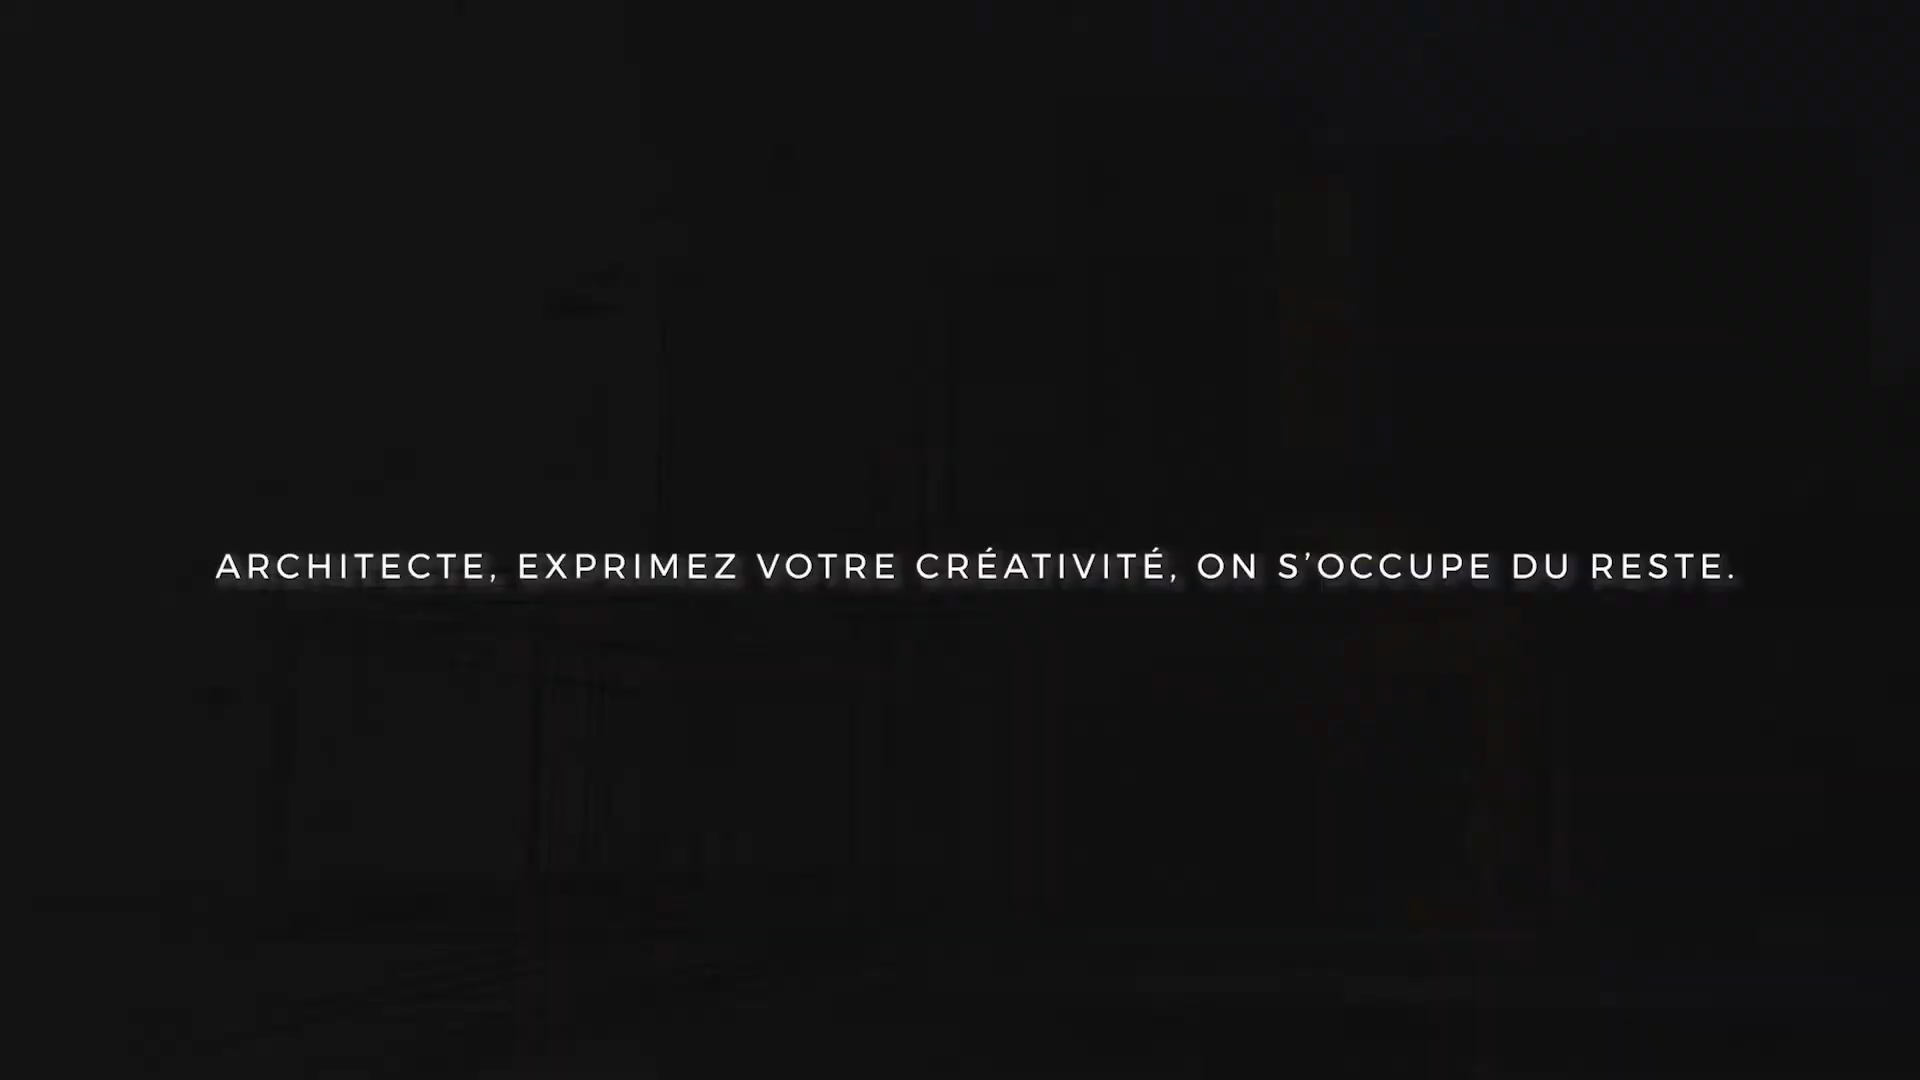 ARCHITECTE, EXPRIMEZ VOTRE CRÉATIVITÉ, ON S’OCCUPE DU RESTE.